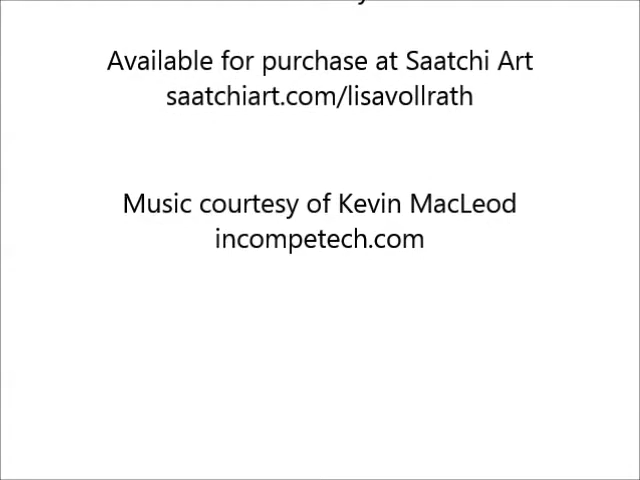 Available for purchase at Saatchi Art
saatchiart.com/lisavollrath
Music courtesy of Kevin MacLeod
incompetech.com